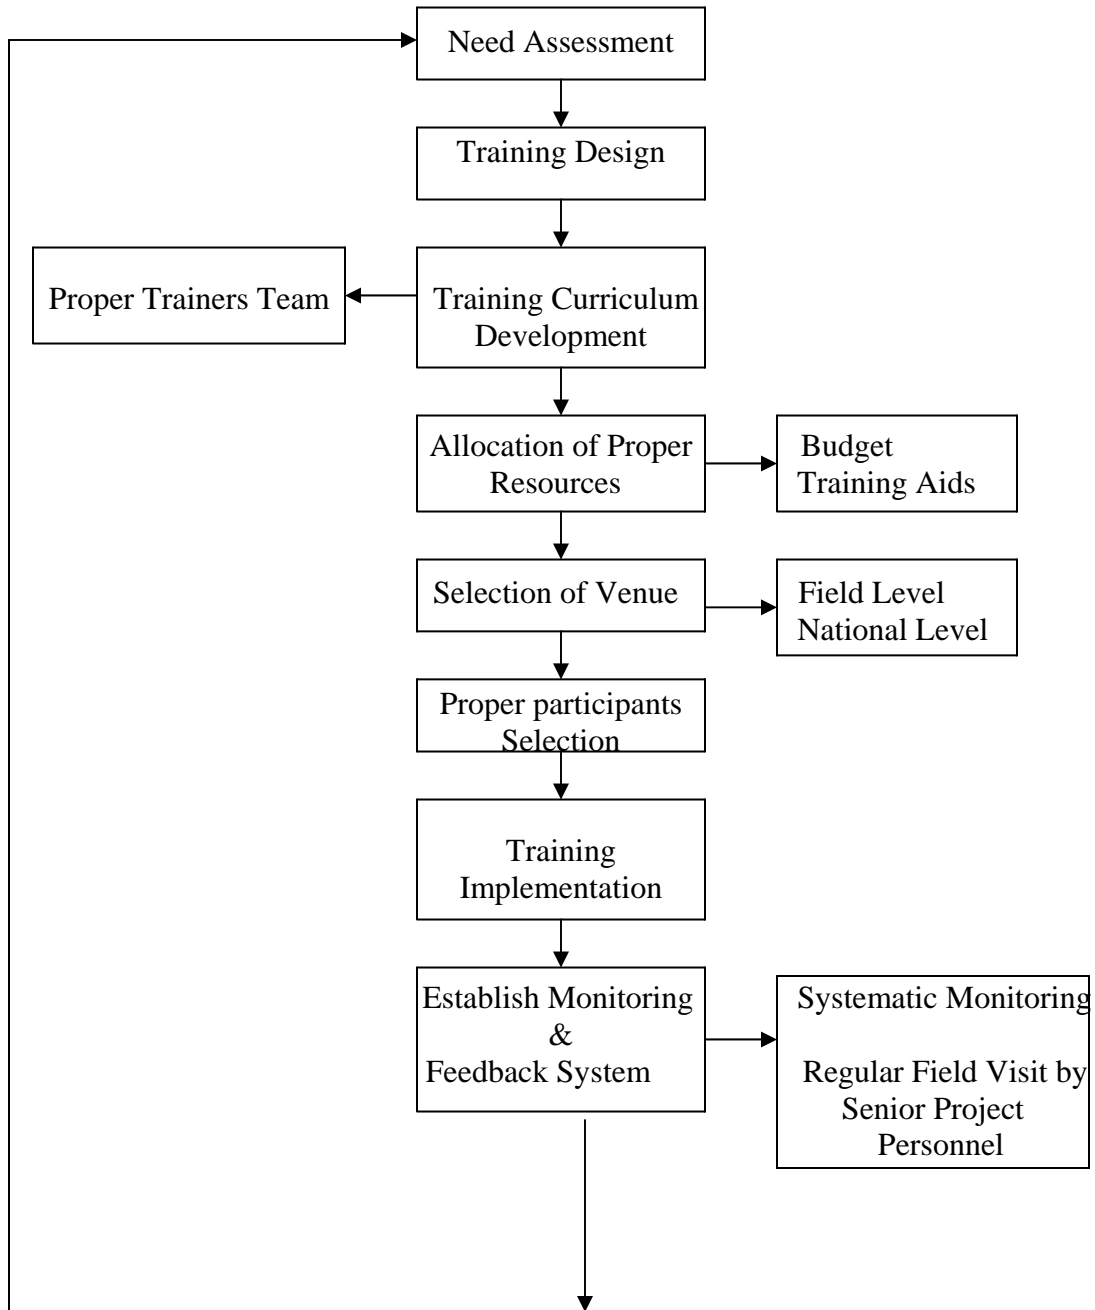 Need Assessment
Training Design
Proper Trainers Team
Training Curriculum
Development
Allocation of Proper
Resources
Budget
Training Aids
Selection of Venue
Field Level
National Level
Proper participants
Selection
Training
Implementation
Establish Monitoring
&
Feedback System
Systematic Monitoring
Regular Field Visit by
Senior Project
Personnel